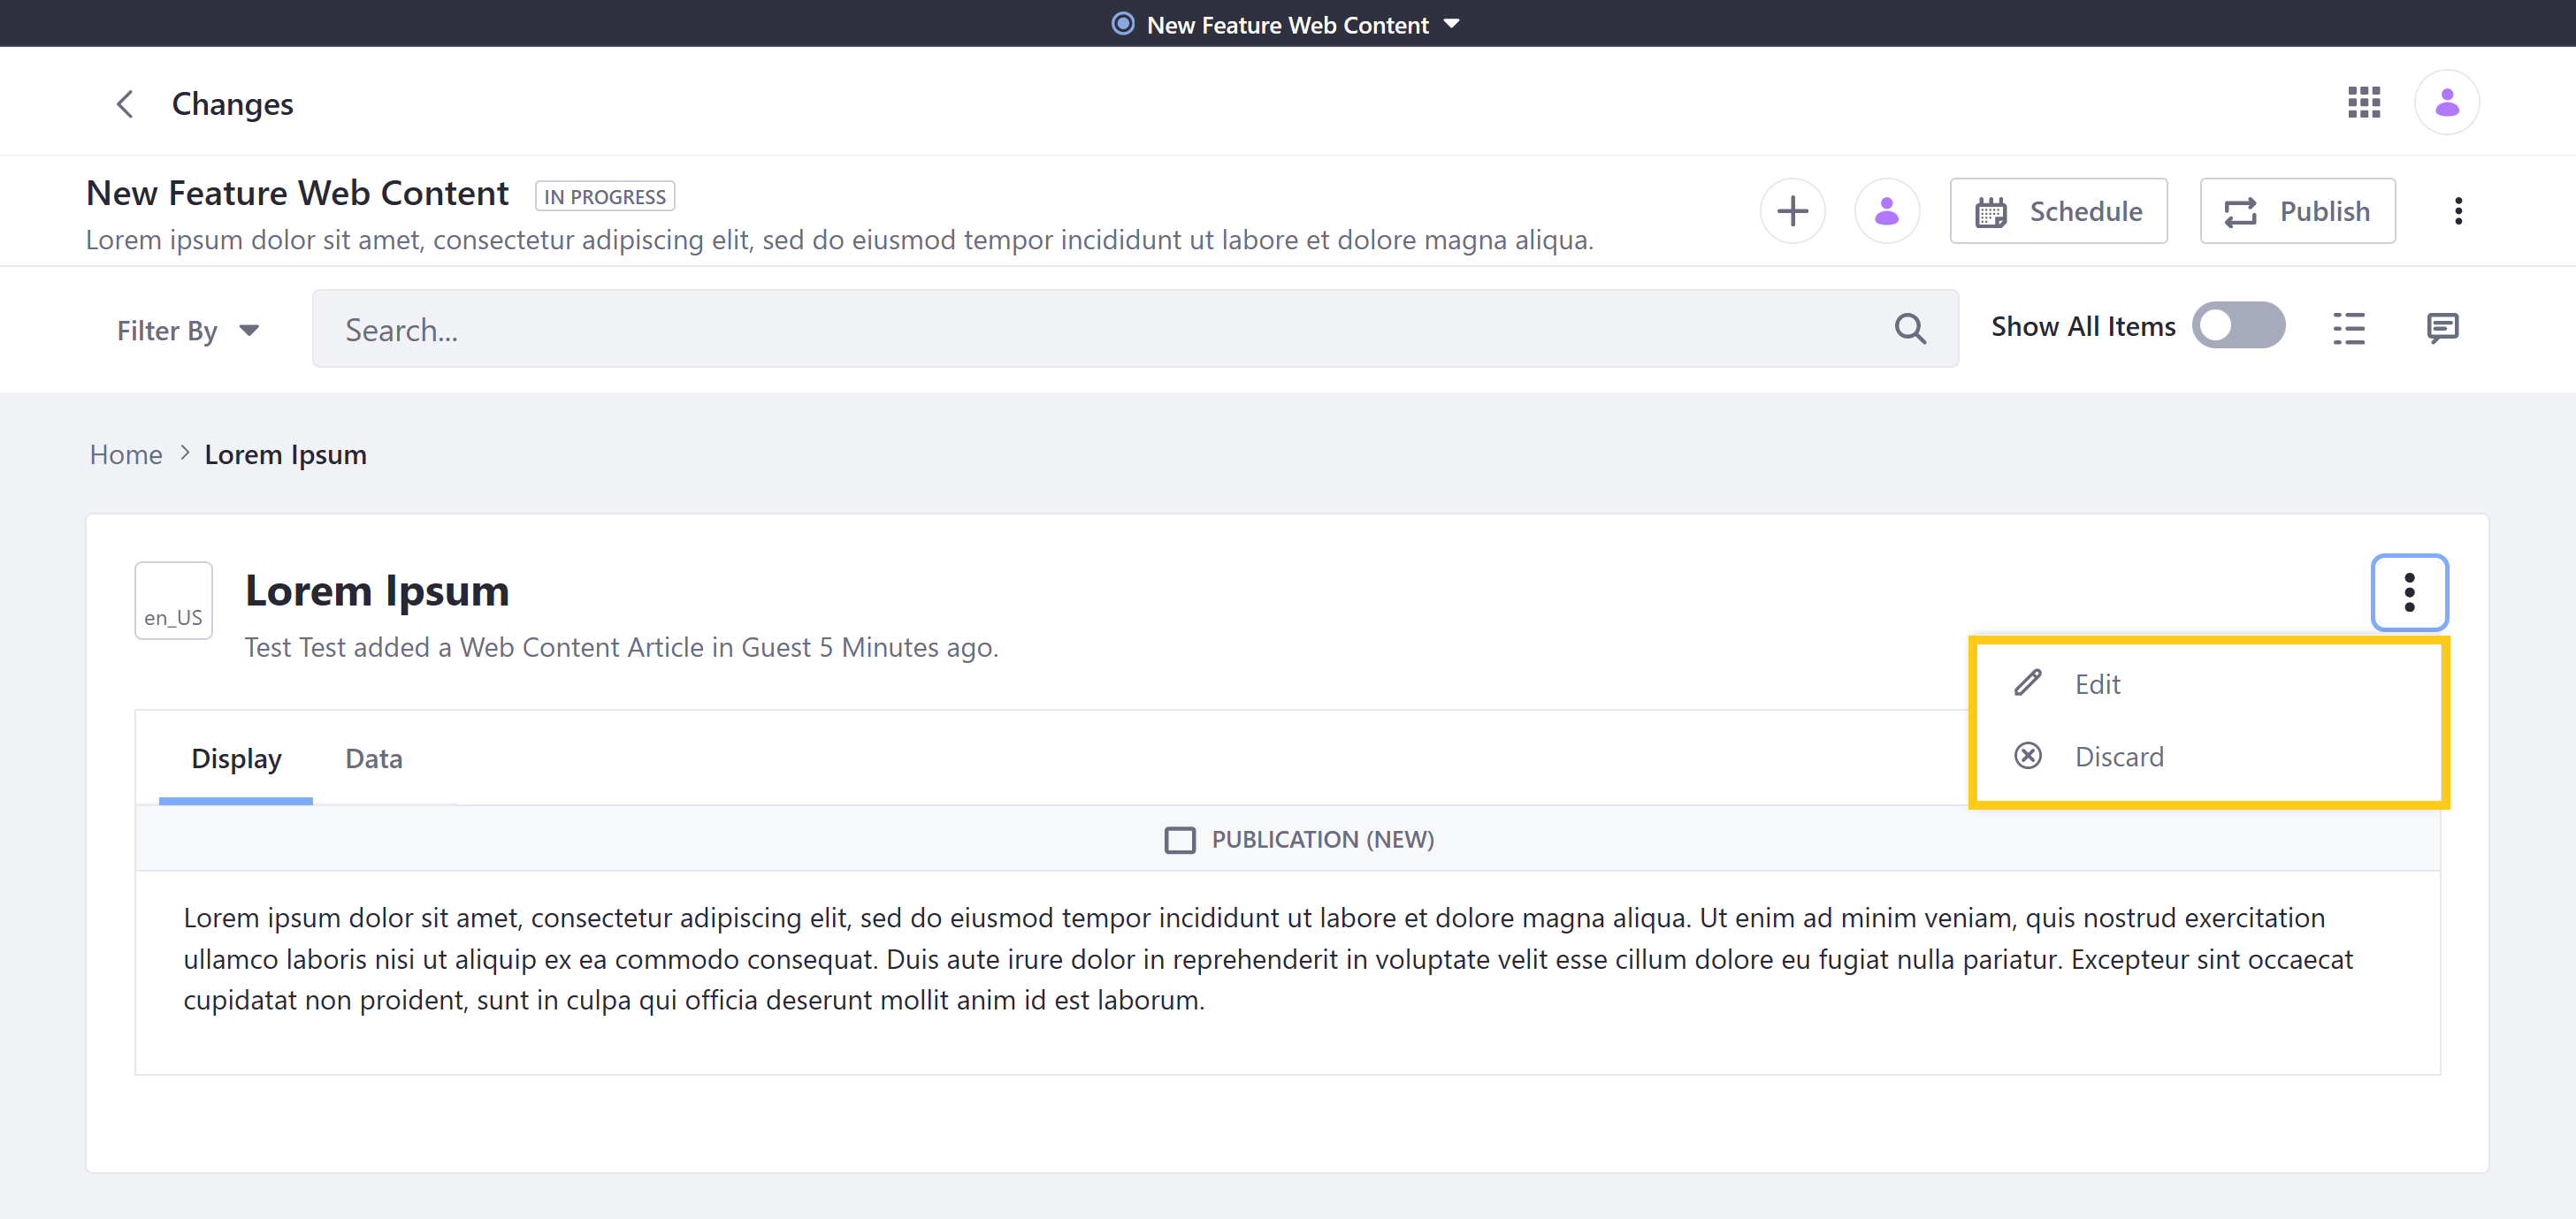 New Feature Web Content
Changes
New Feature Web Content IN PROGRESS
Lorem ipsum dolor sit amet, consectetur adipiscing elit, sed do eiusmod tempor incididunt ut labore et dolore magna aliqua.
Schedule
Publish
Filter By
Search...
Show All Items
Home > Lorem Ipsum
en_US
Lorem Ipsum
Test Test added a Web Content Article in Guest 5 Minutes ago.
Edit
Discard
Display Data
PUBLICATION (NEW)
Lorem ipsum dolor sit amet, consectetur adipiscing elit, sed do eiusmod tempor incididunt ut labore et dolore magna aliqua. Ut enim ad minim veniam, quis nostrud exercitation
ullamco laboris nisi ut aliquip ex ea commodo consequat. Duis aute irure dolor in reprehenderit in voluptate velit esse cillum dolore eu fugiat nulla pariatur. Excepteur sint occaecat
cupidatat non proident, sunt in culpa qui officia deserunt mollit anim id est laborum.